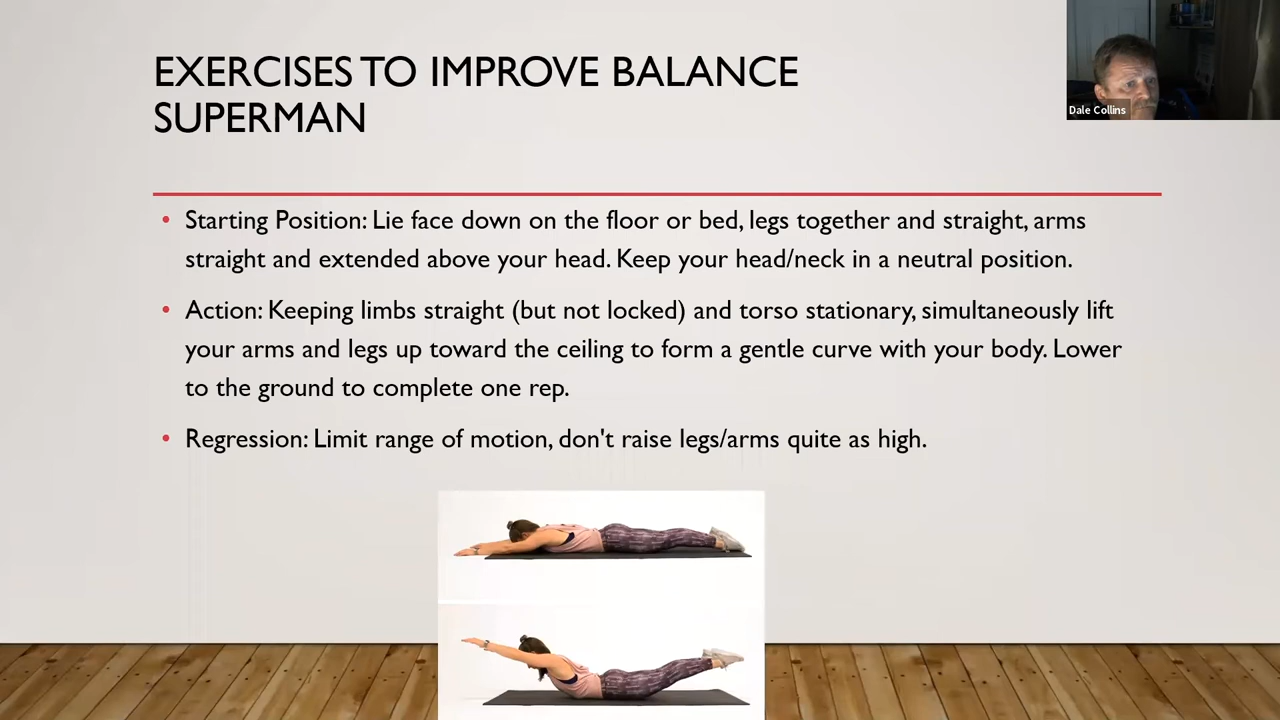 EXERCISES TO IMPROVE BALANCE
SUPERMAN
Dale Collins
• Starting Position: Lie face down on the floor or bed, legs together and straight, arms
straight and extended above your head. Keep your head/neck in a neutral position.
• Action: Keeping limbs straight (but not locked) and torso stationary, simultaneously lift
your arms and legs up toward the ceiling to form a gentle curve with your body. Lower
to the ground to complete one rep.
• Regression: Limit range of motion, don't raise legs/arms quite as high.